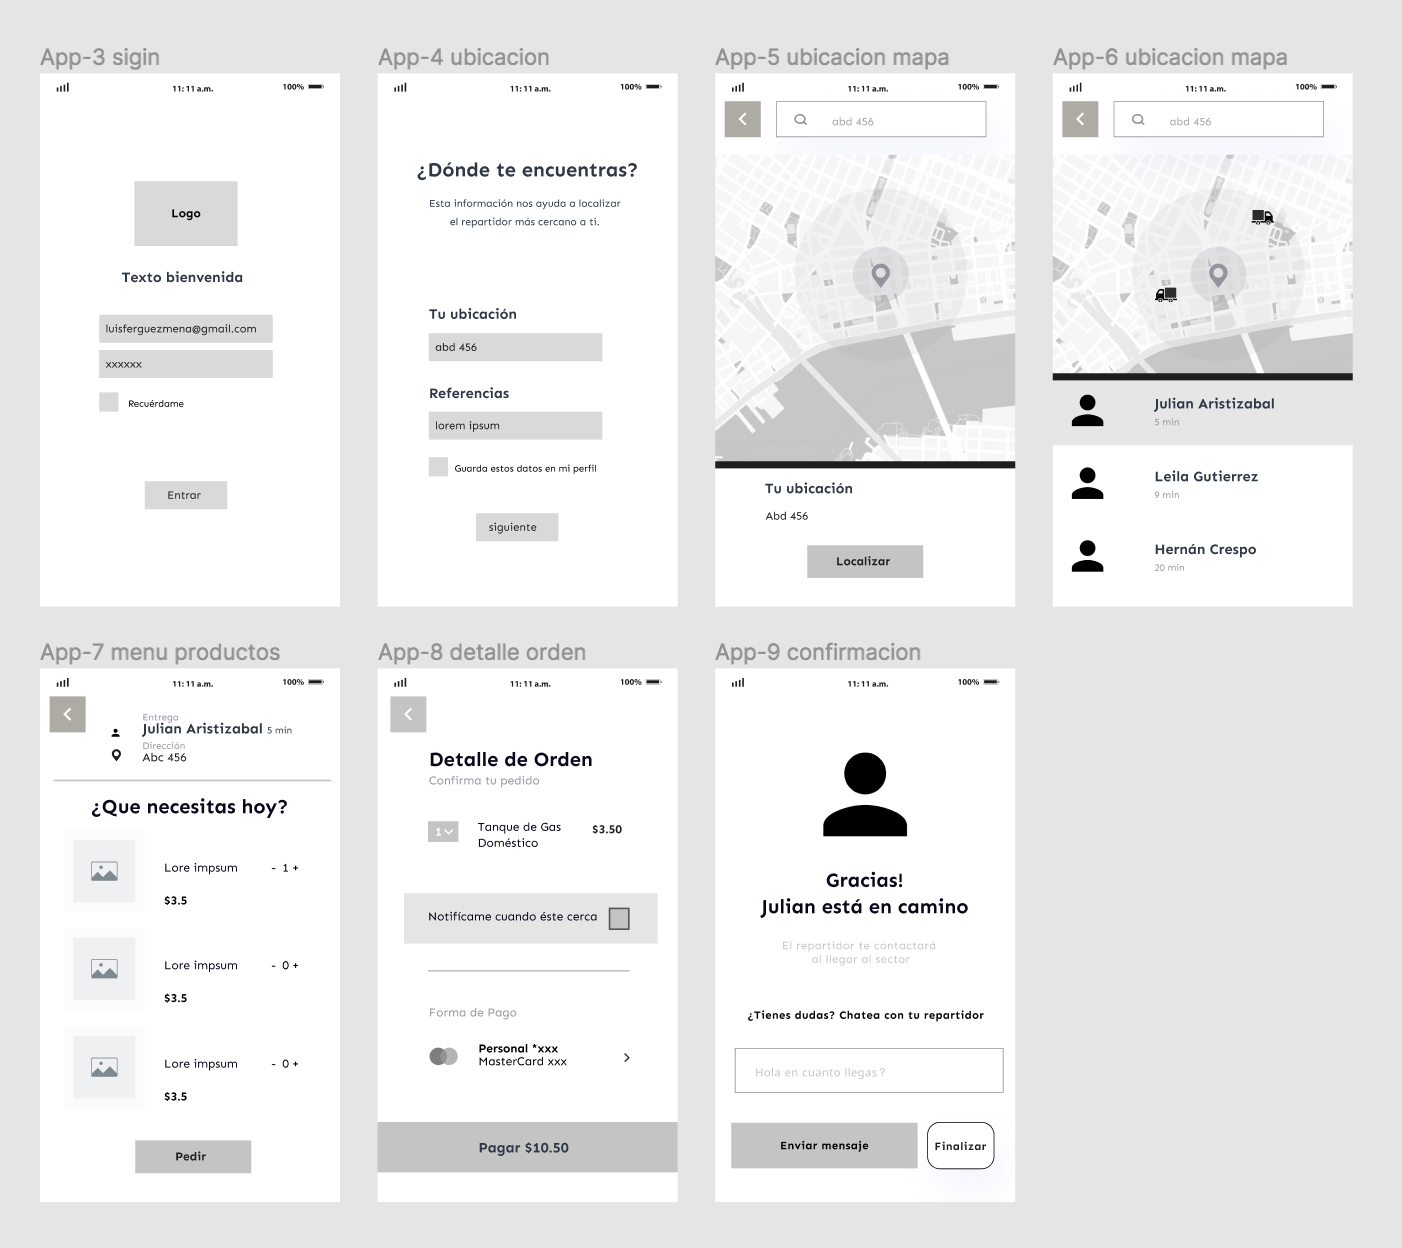 App-3 sigin
11:11 a.m.
100%
Logo
Texto bienvenida
luisferguezmena@gmail.com
xxxxxx
Recuérdame
Entrar
App-4 ubicacion
11:11 a.m.
100%
¿Dónde te encuentras?
Esta información nos ayuda a localizar
el repartidor más cercano a ti.
Tu ubicación
abd 456
Referencias
lorem ipsum
Guarda estos datos en mi perfil
siguiente
App-5 ubicacion mapa
11:11 a.m.
100%
abd 456
Tu ubicación
Abd 456
Localizar
App-6 ubicacion mapa
11:11 a.m.
100%
abd 456
Julian Aristizabal
5 min
Leila Gutierrez
9 min
Hernán Crespo
20 min
App-7 menu productos
11:11 a.m.
100%
Entrega
Julian Aristizabal 5 min
Dirección
Abc 456
¿Que necesitas hoy?
Lore impsum - 1 +
$3.5
Lore impsum - 0 +
$3.5
Lore impsum - 0 +
$3.5
Pedir
App-8 detalle orden
11:11 a.m.
100%
Detalle de Orden
Confirma tu pedido
1 Tanque de Gas $3.50
Doméstico
Notifícame cuando éste cerca
Forma de Pago
Personal *xxx
MasterCard xxx
Pagar $10.50
App-9 confirmacion
11:11 a.m.
100%
Gracias!
Julian está en camino
El repartidor te contactará
al llegar al sector
¿Tienes dudas? Chatea con tu repartidor
Hola en cuanto llegas?
Enviar mensaje
Finalizar